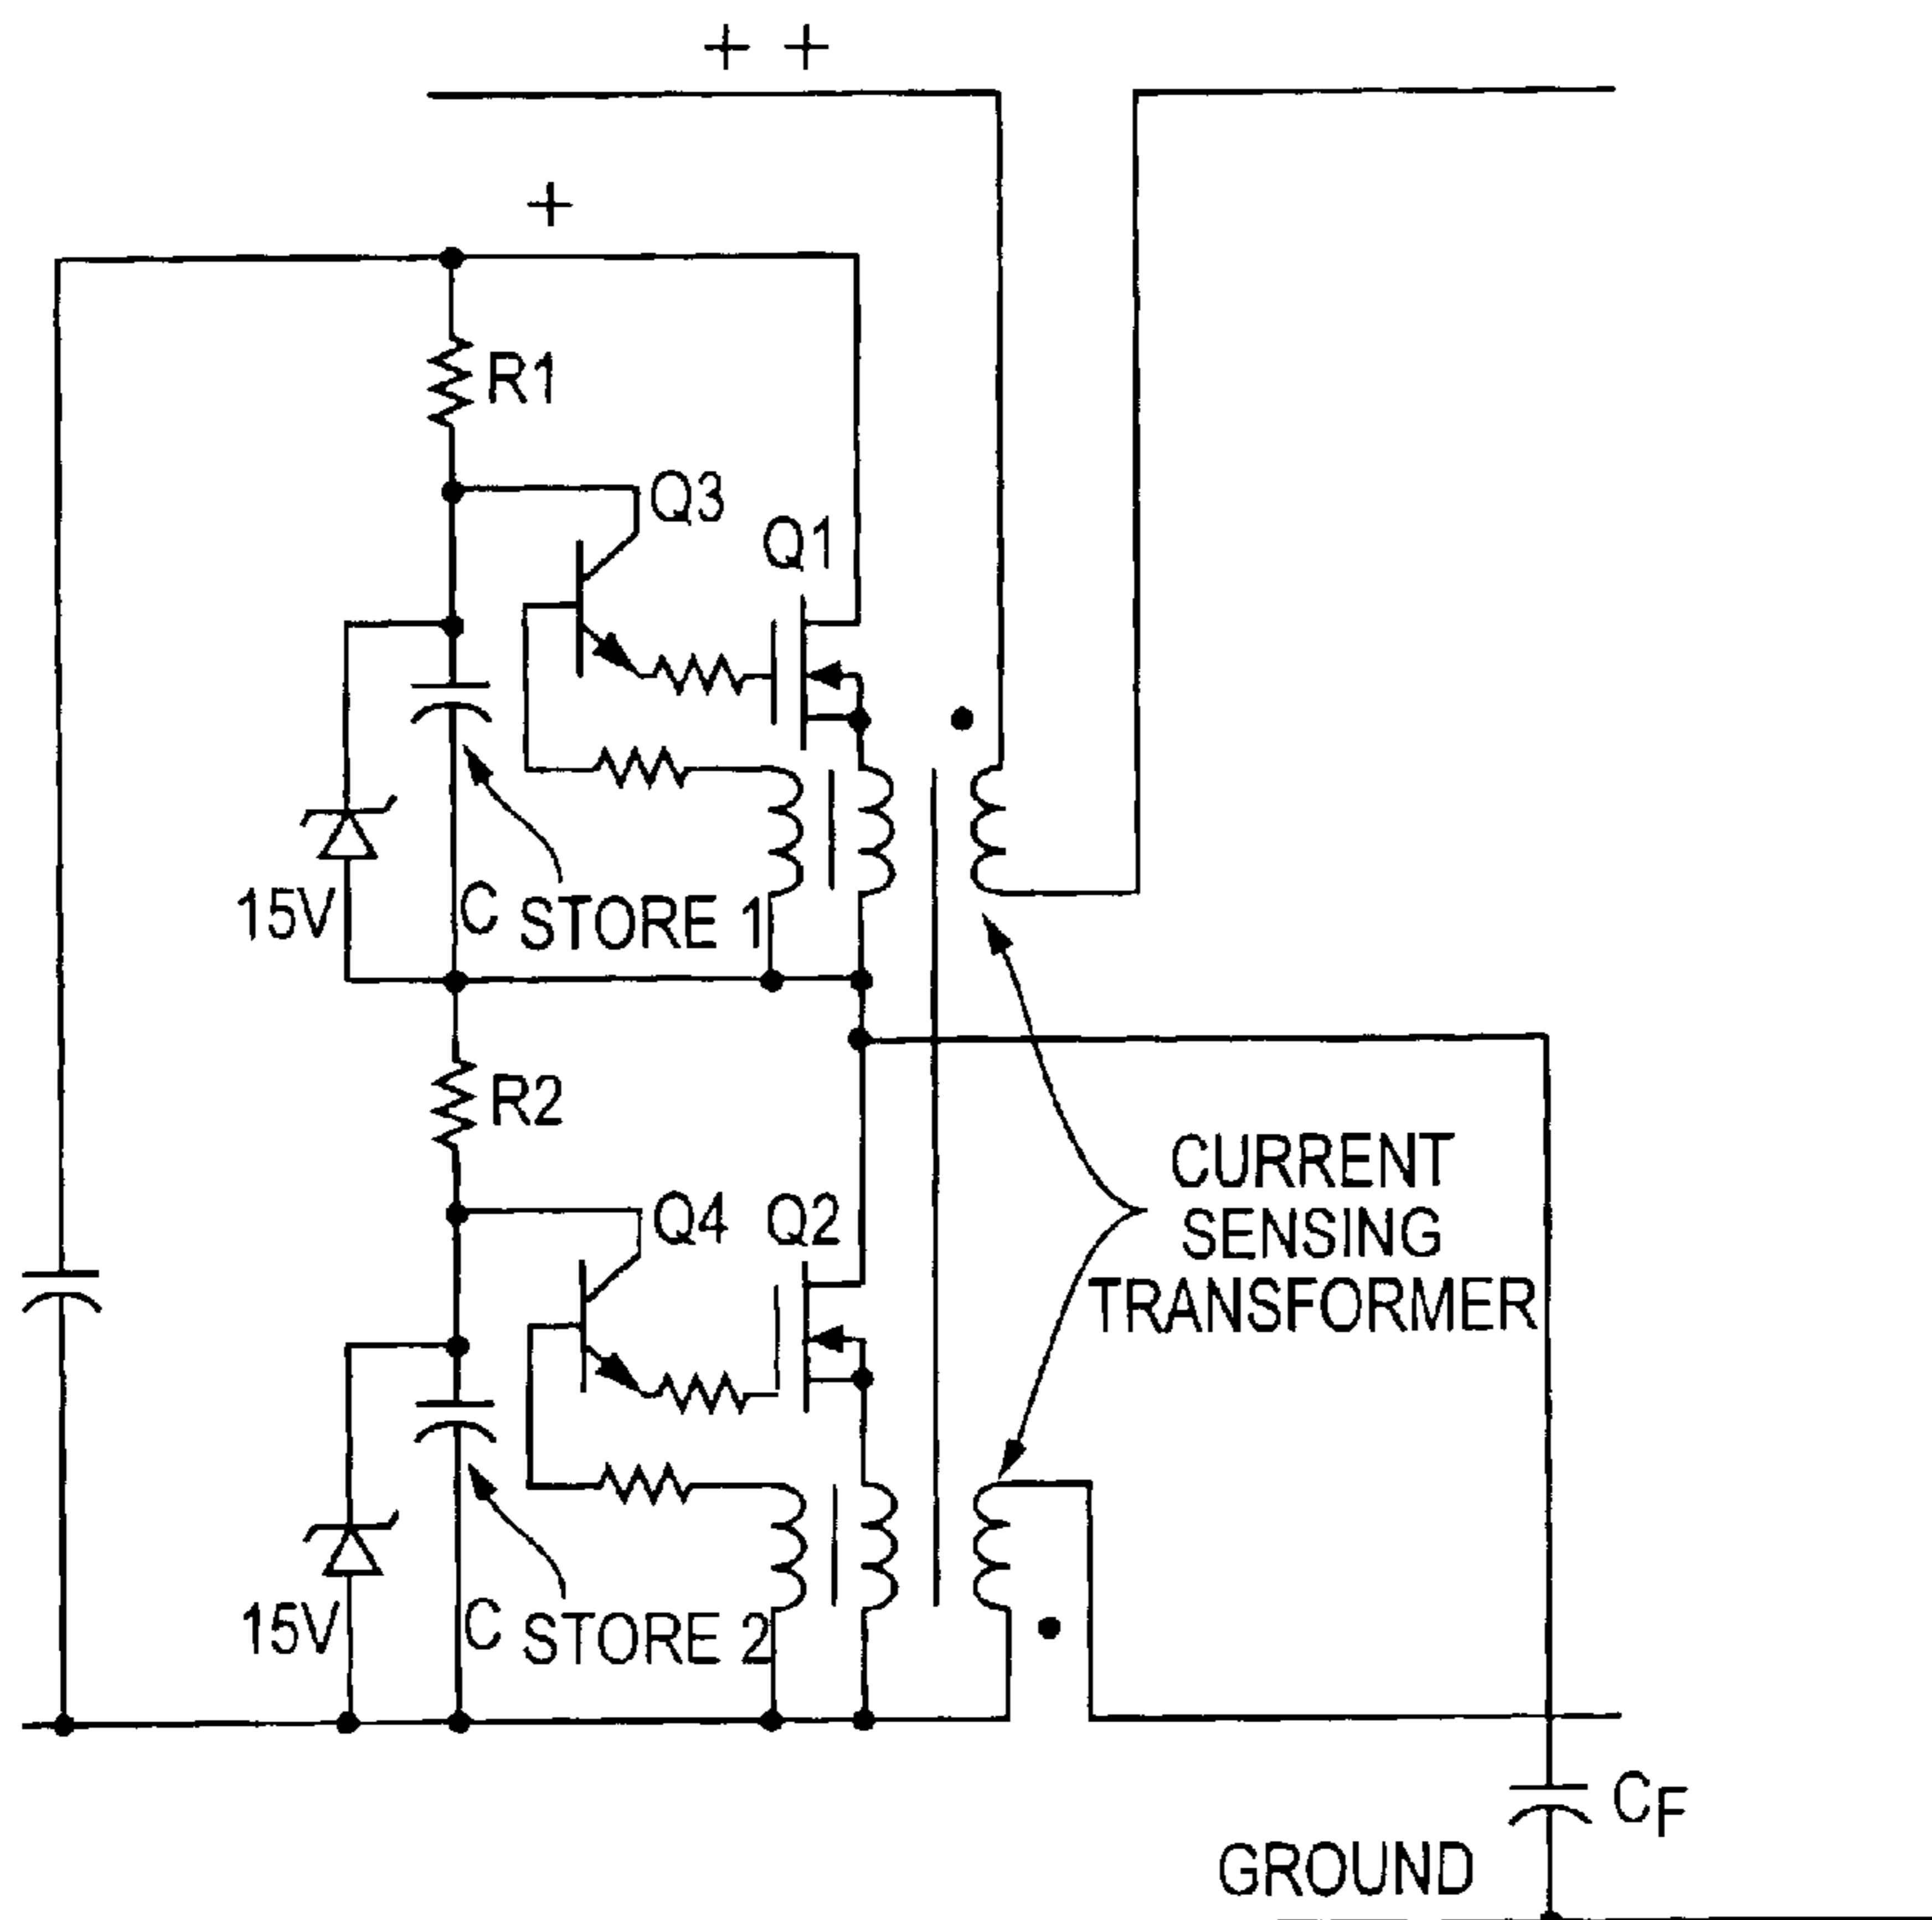 + +
+
R1
Q3
Q1
15V
C STORE 1
R2
CURRENT
SENSING
TRANSFORMER
Q4
Q2
15V
C STORE 2
CF
GROUND